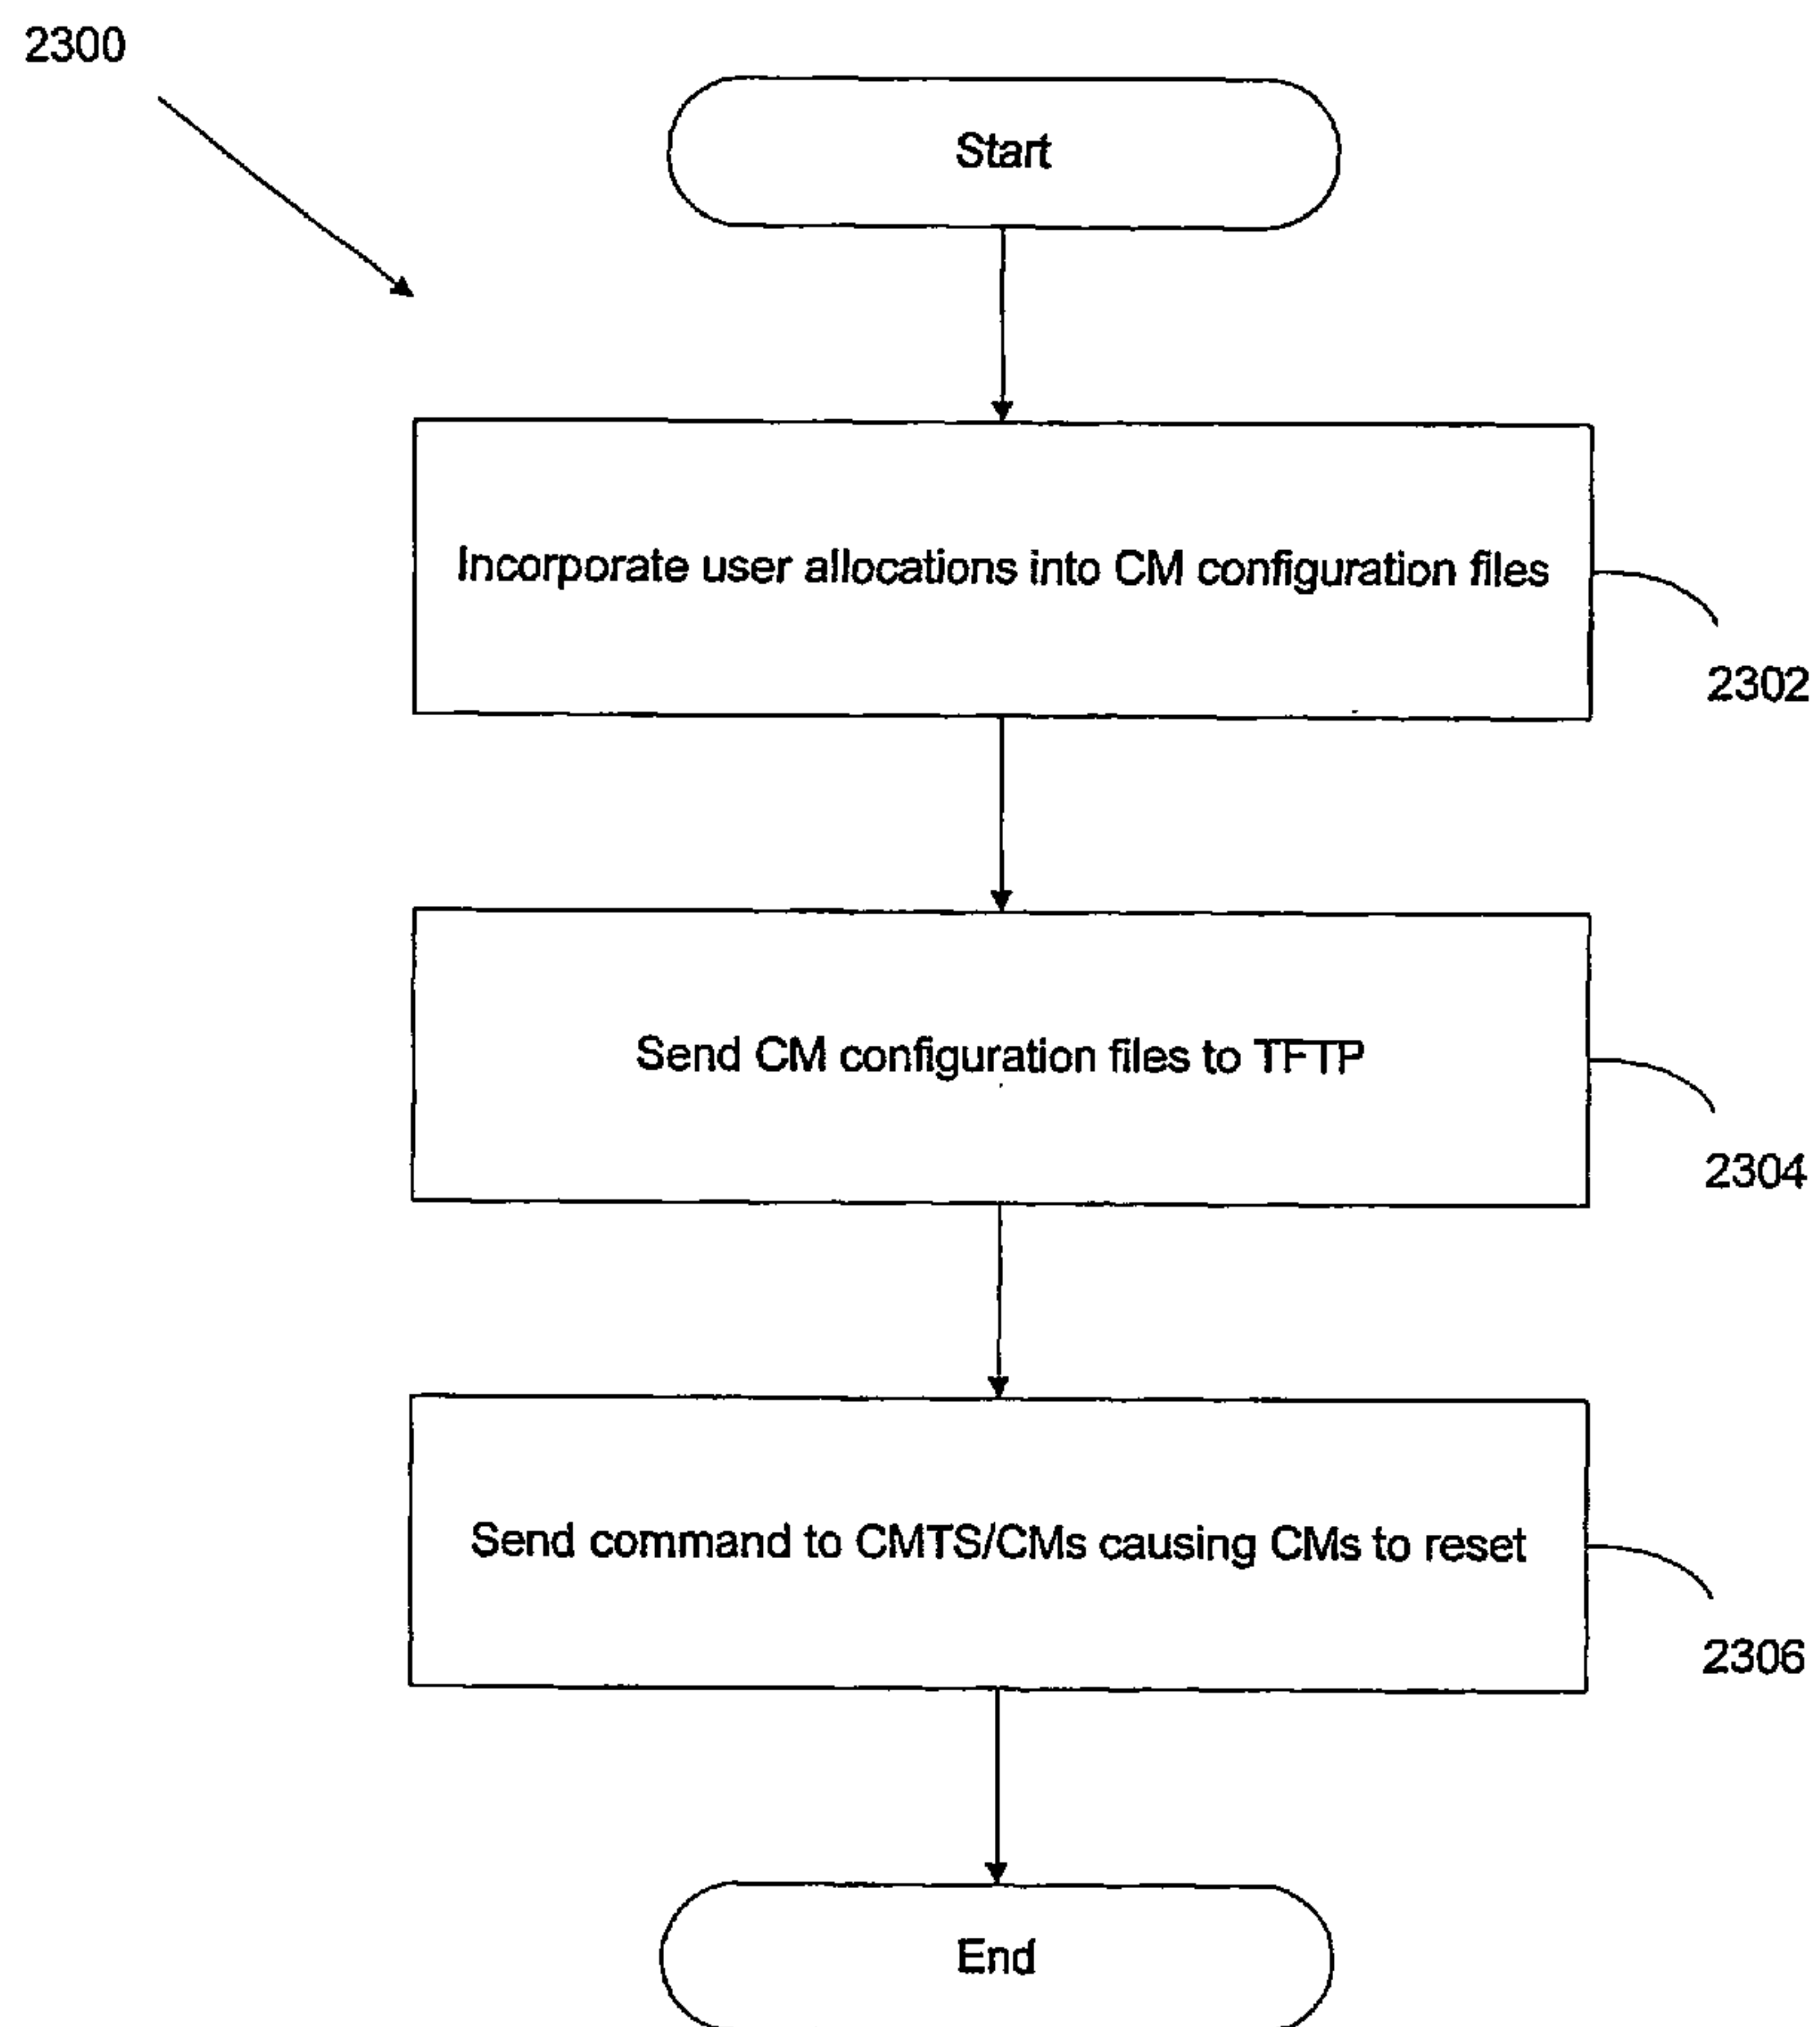 2300
Start
Incorporate user allocations into CM configuration files
2302
Send CM configuration files to TFTP
2304
Send command to CMTS/CMs causing CMs to reset
2306
End